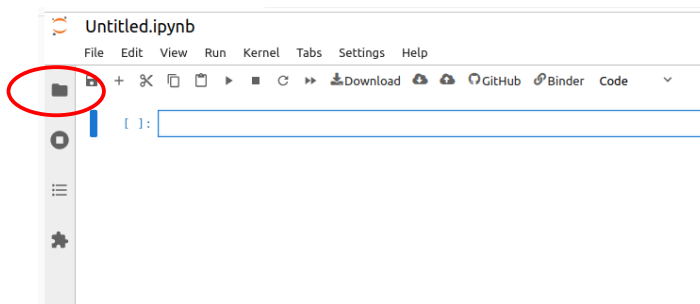 Untitled.ipynb
File Edit View Run Kernel Tabs Settings Help
Download GitHub Binder Code
[ ]: